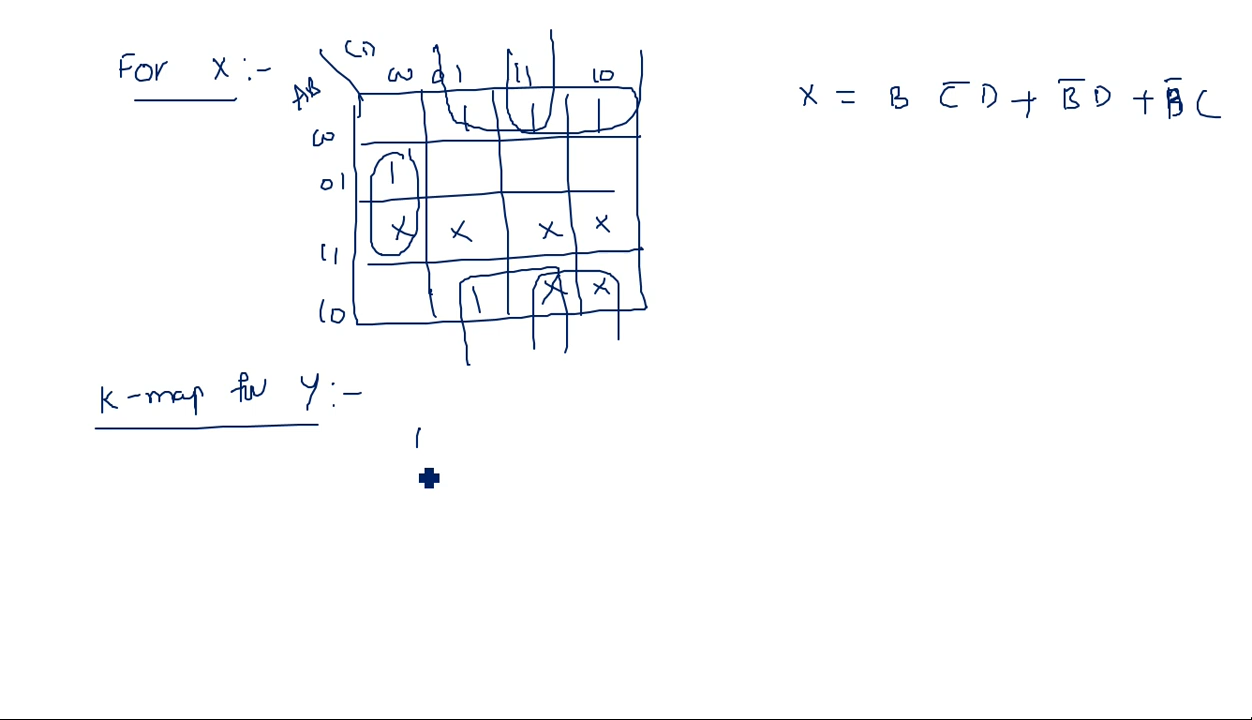 For X :-
CD
AB 00 01 11 10
00 1 1 1
01 1
11 X X X X
10 1 X X
X = B C̅ D + B̅ D + B̅ C
K-map for Y :-